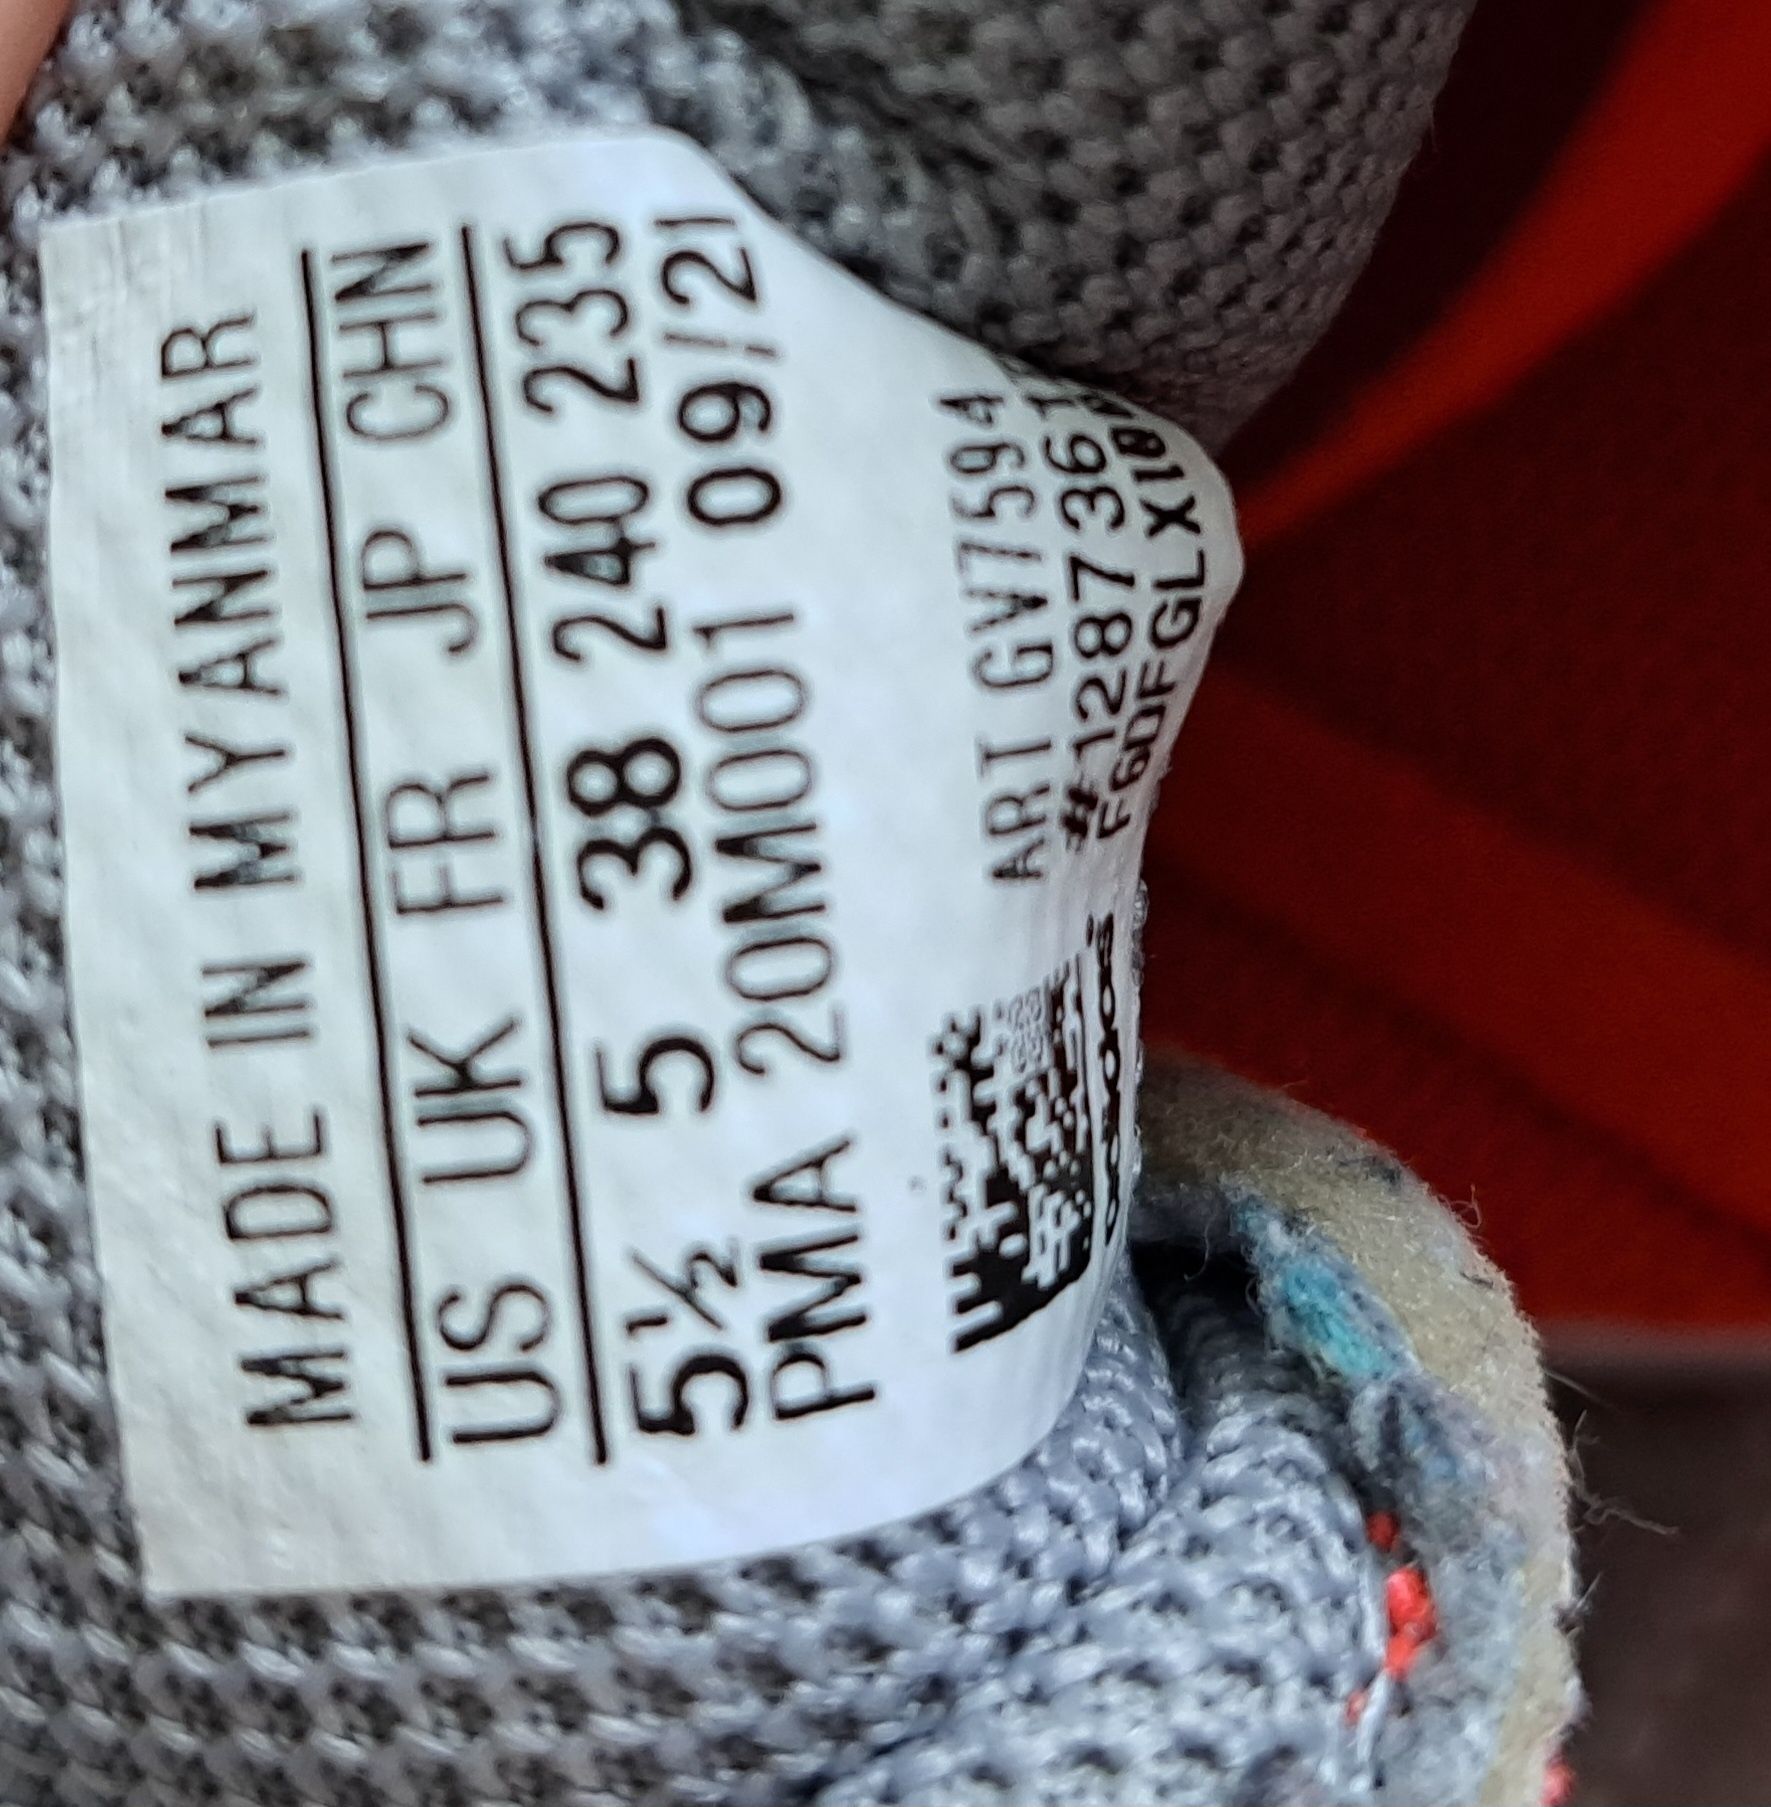 MADE IN MYANMAR
US UK FR JP CHN
5½ 5 38 240 235
PMA 20M001 09/21
ART GV7594